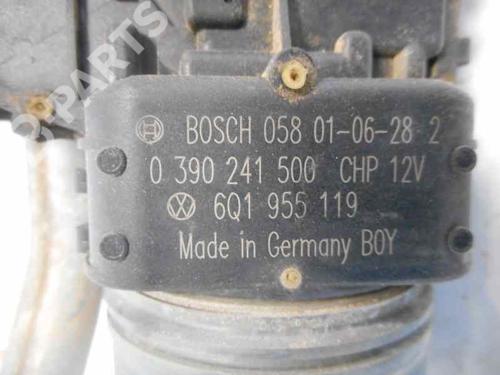 B-PARTS
BOSCH 058 01-06-28 2
0 390 241 500 CHP 12V
6Q1 955 119
Made in Germany BOY